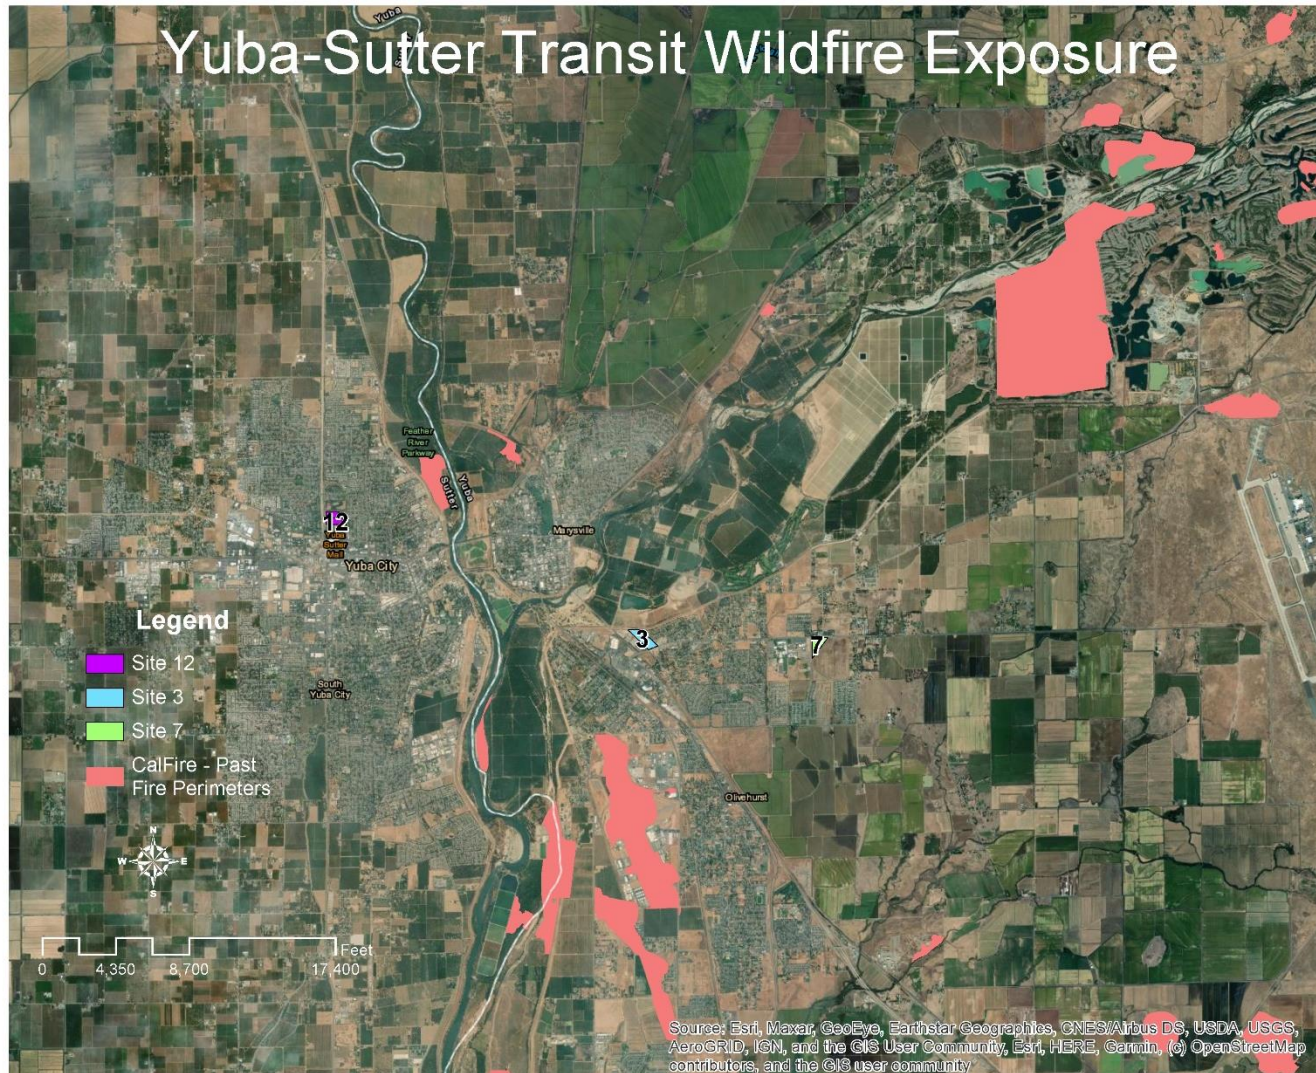 Yuba
Sutter
Yuba-Sutter Transit Wildfire Exposure
Feather
River
Parkway
Yuba
Sutter
12
Yuba
Sutter
Mall
Yuba City
Marysville
3
7
Legend
Site 12
Site 3
Site 7
CalFire - Past
Fire Perimeters
South
Yuba City
Olivehurst
N
W E
S
Feet
0 4,350 8,700 17,400
Source: Esri, Maxar, GeoEye, Earthstar Geographics, CNES/Airbus DS, USDA, USGS,
AeroGRID, IGN, and the GIS User Community, Esri, HERE, Garmin, (c) OpenStreetMap
contributors, and the GIS user community